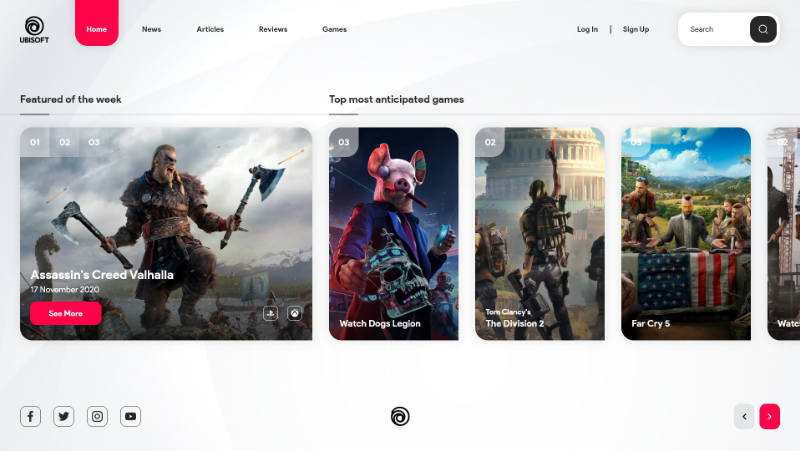 UBISOFT
Home
News
Articles
Reviews
Games
Log In
|
Sign Up
Search
Featured of the week
Top most anticipated games
01
02
03
Assassin's Creed Valhalla
17 November 2020
See More
03
Watch Dogs Legion
02
Tom Clancy's
The Division 2
Far Cry 5
02
Watc